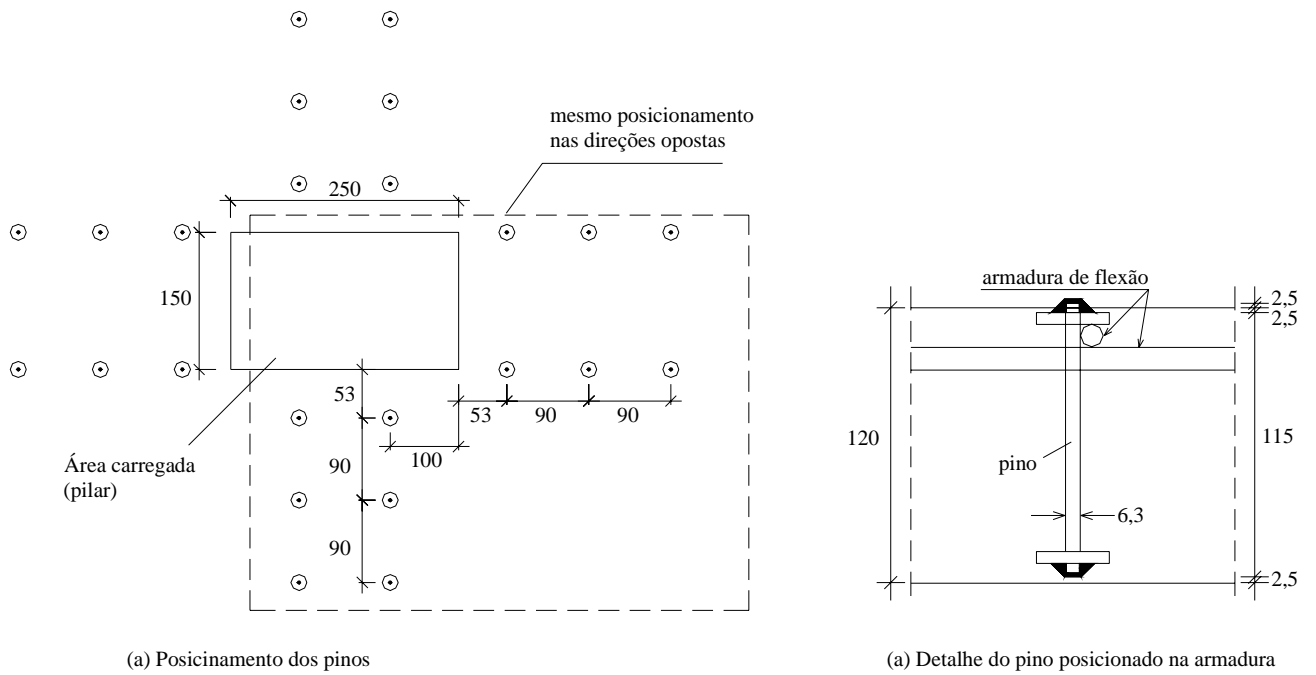 mesmo posicionamento
nas direções opostas
250
150
53
53
90
90
100
90
90
Área carregada
(pilar)
(a) Posicinamento dos pinos
armadura de flexão
2,5
2,5
120
115
pino
6,3
2,5
(a) Detalhe do pino posicionado na armadura